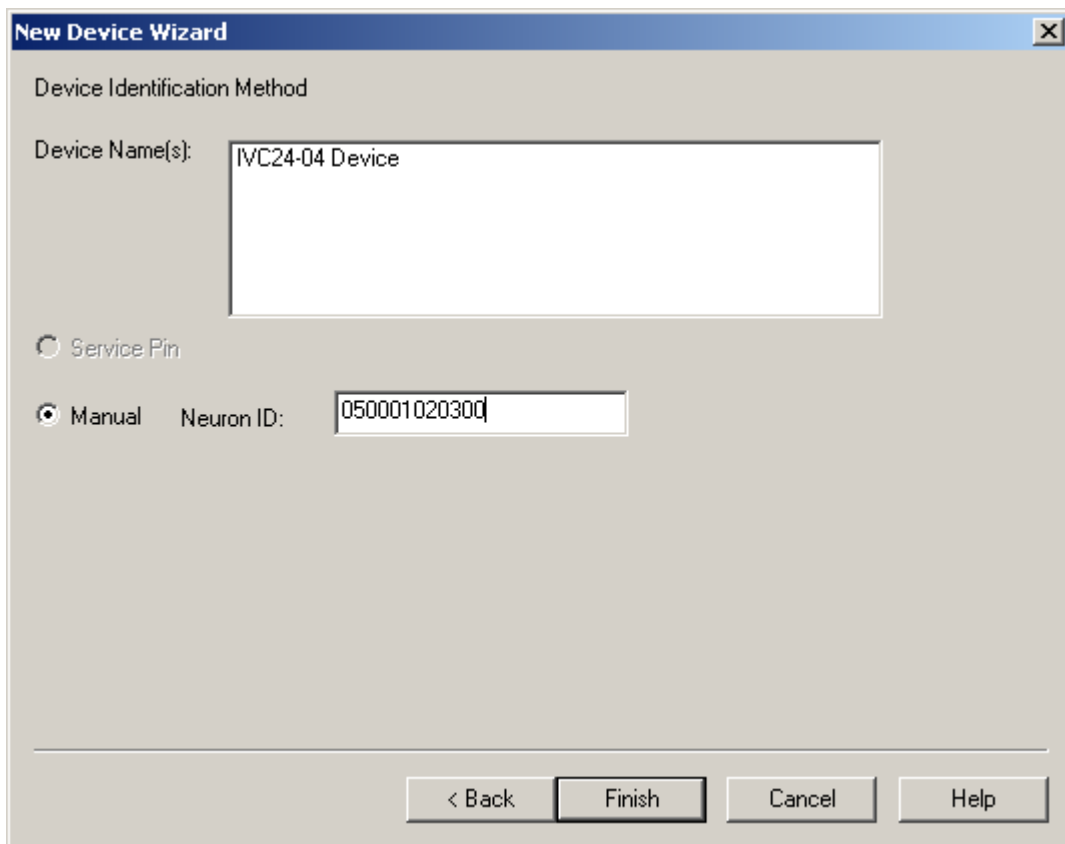 New Device Wizard
Device Identification Method
Device Name(s):
IVC24-04 Device
Service Pin
Manual
Neuron ID:
050001020300
< Back
Finish
Cancel
Help